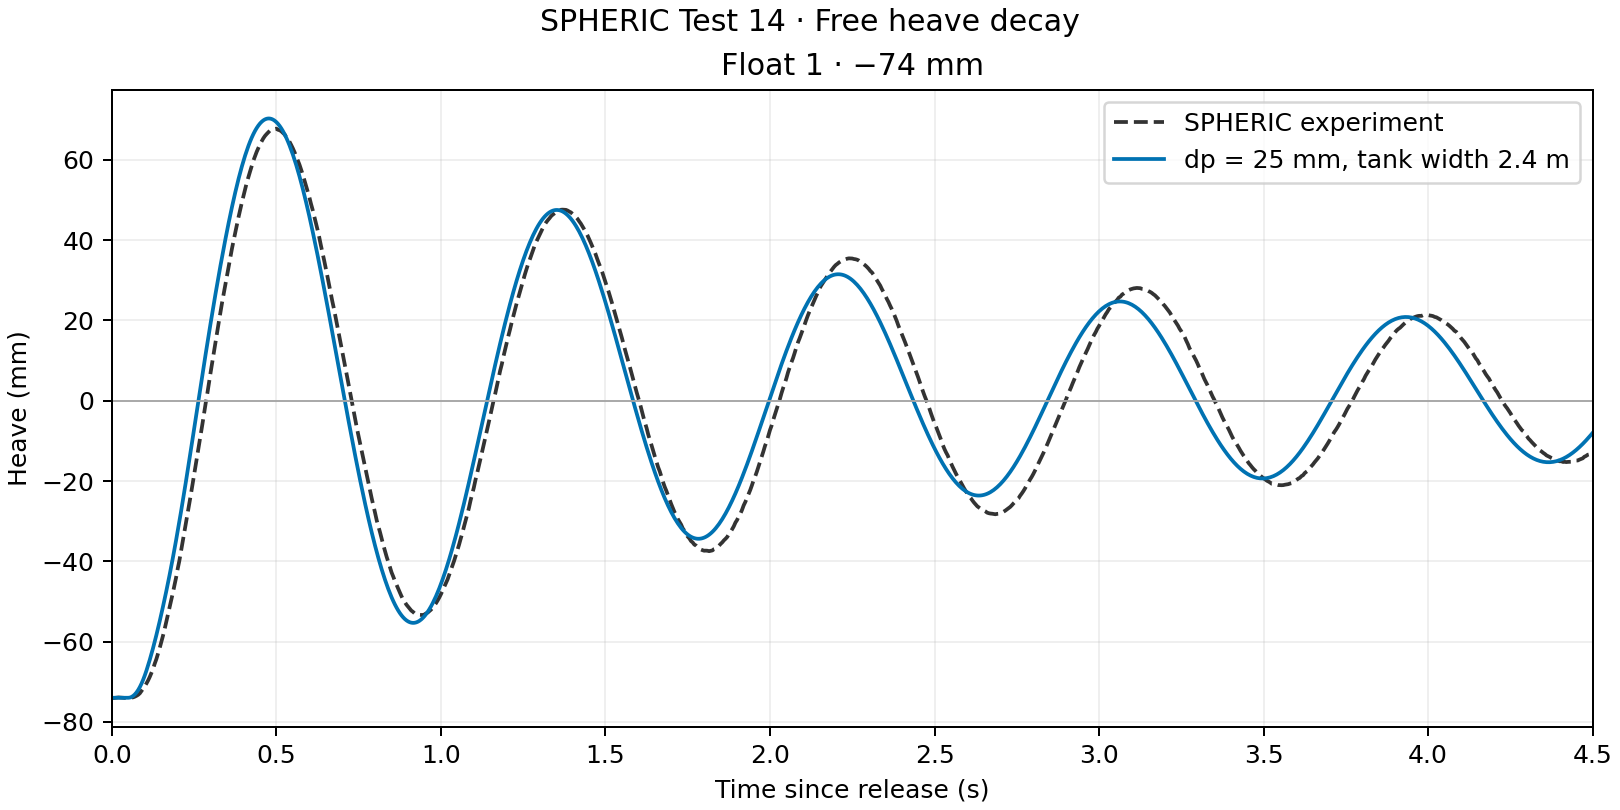 SPHERIC Test 14 · Free heave decay
Float 1 · −74 mm
SPHERIC experiment
dp = 25 mm, tank width 2.4 m
Heave (mm)
60
40
20
0
−20
−40
−60
−80
0.0 0.5 1.0 1.5 2.0 2.5 3.0 3.5 4.0 4.5
Time since release (s)